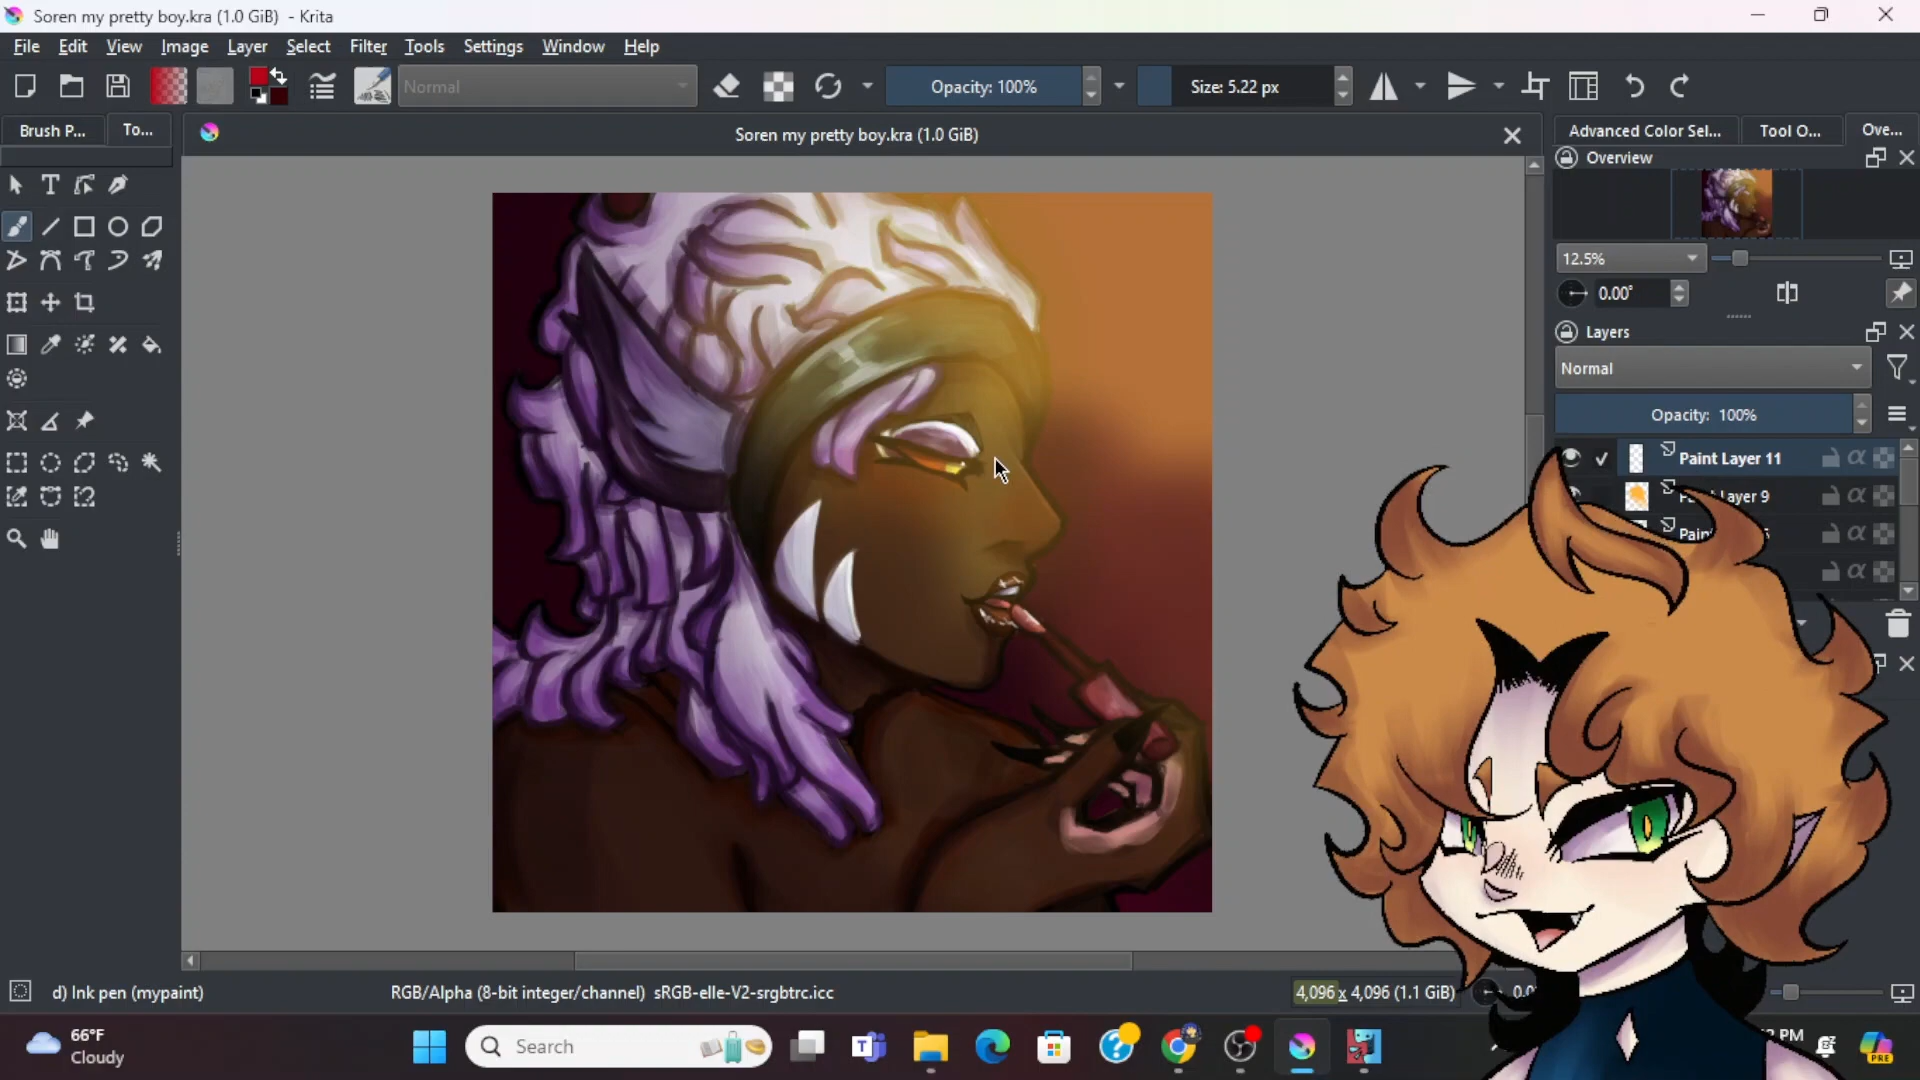 Soren my pretty boy.kra (1.0 GiB)  - Krita
File Edit View Image Layer Select Filter Tools Settings Window Help
Normal
Opacity: 100%
Size: 5.22 px
Brush P...
To...
Soren my pretty boy.kra (1.0 GiB)
Advanced Color Sel...
Tool O...
Ove...
Overview
12.5%
0.00°
Layers
Normal
Opacity: 100%
Paint Layer 11
Layer 9
d) Ink pen (mypaint)
RGB/Alpha (8-bit integer/channel)  sRGB-elle-V2-srgbtrc.icc
4,096 x 4,096 (1.1 GiB)
66°F
Cloudy
Search
PM
PRE